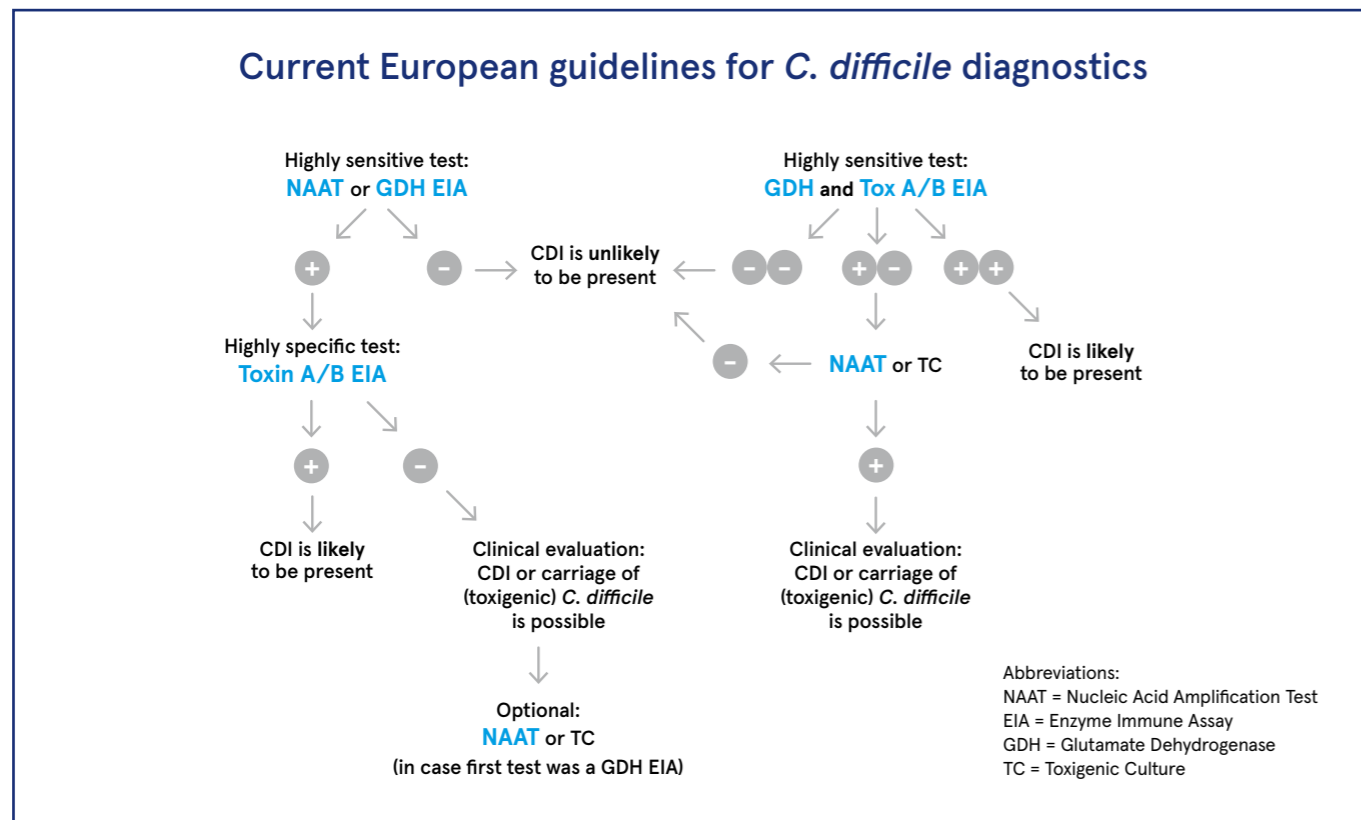 Current European guidelines for C. difficile diagnostics
Highly sensitive test:
NAAT or GDH EIA
Highly sensitive test:
GDH and Tox A/B EIA
+
-
CDI is unlikely
to be present
- -
+ -
+ +
Highly specific test:
Toxin A/B EIA
-
NAAT or TC
CDI is likely
to be present
+
-
+
CDI is likely
to be present
Clinical evaluation:
CDI or carriage of
(toxigenic) C. difficile
is possible
Clinical evaluation:
CDI or carriage of
(toxigenic) C. difficile
is possible
Optional:
NAAT or TC
(in case first test was a GDH EIA)
Abbreviations:
NAAT = Nucleic Acid Amplification Test
EIA = Enzyme Immune Assay
GDH = Glutamate Dehydrogenase
TC = Toxigenic Culture